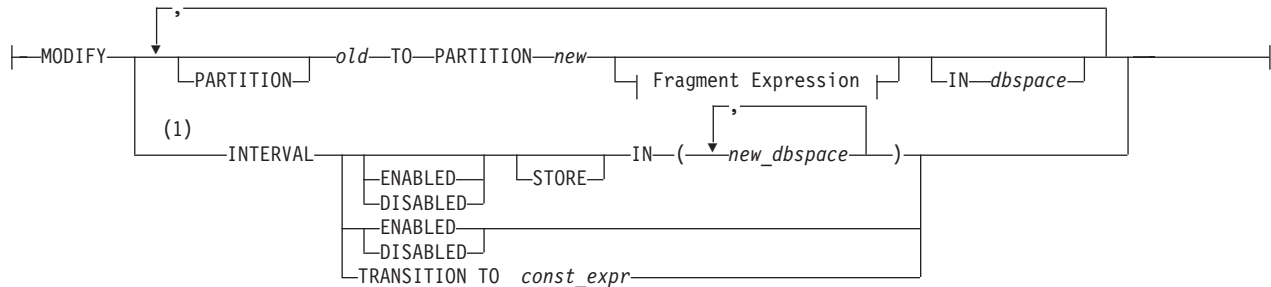 ,
MODIFY old TO PARTITION new
PARTITION Fragment Expression IN dbspace
(1) ,
INTERVAL IN ( new_dbspace )
ENABLED STORE
DISABLED
ENABLED
DISABLED
TRANSITION TO const_expr